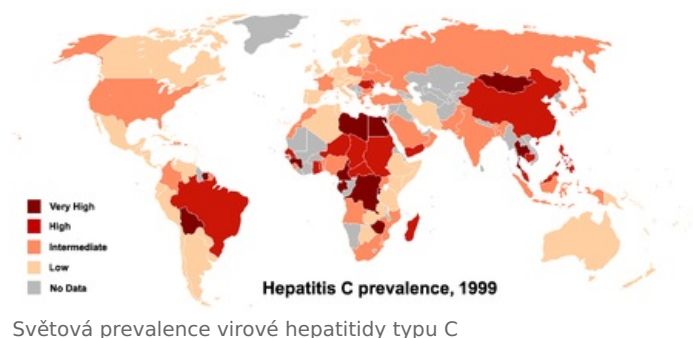 Very High
High
Intermediate
Low
No Data
Hepatitis C prevalence, 1999
Světová prevalence virové hepatitidy typu C